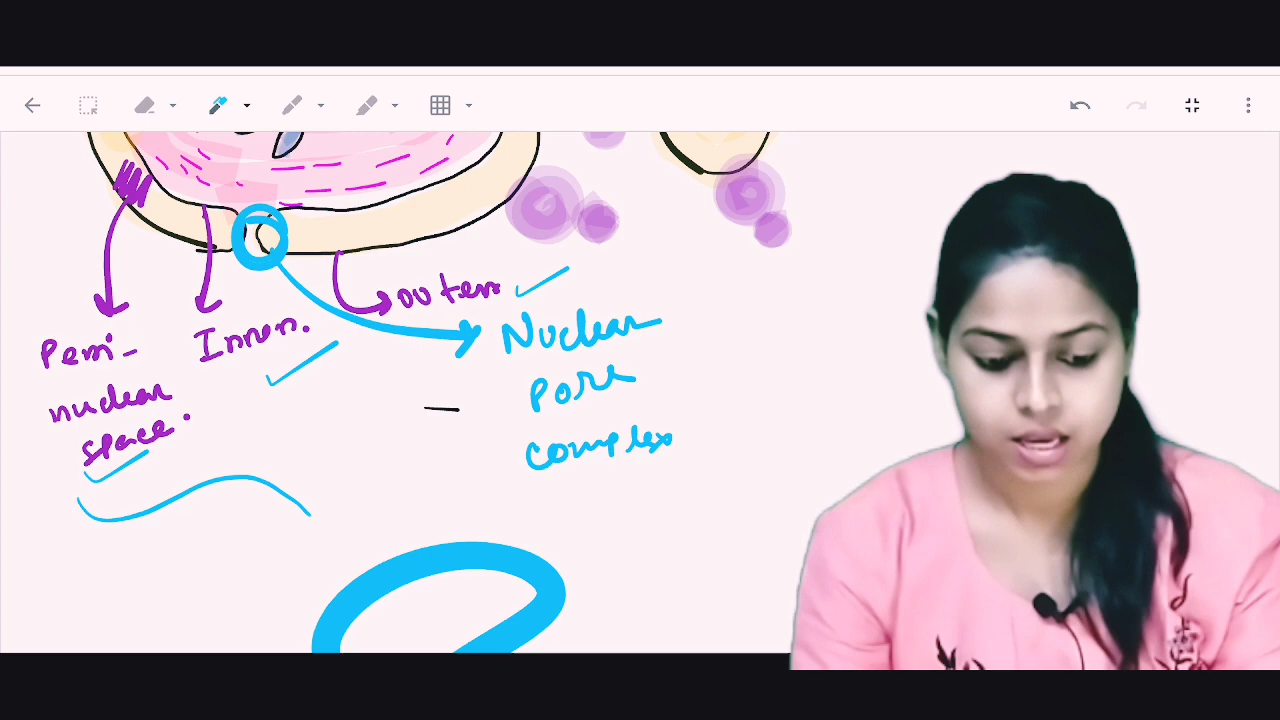 outer
Inner.
Peri-
nuclear
space.
Nuclear
Pore
complex